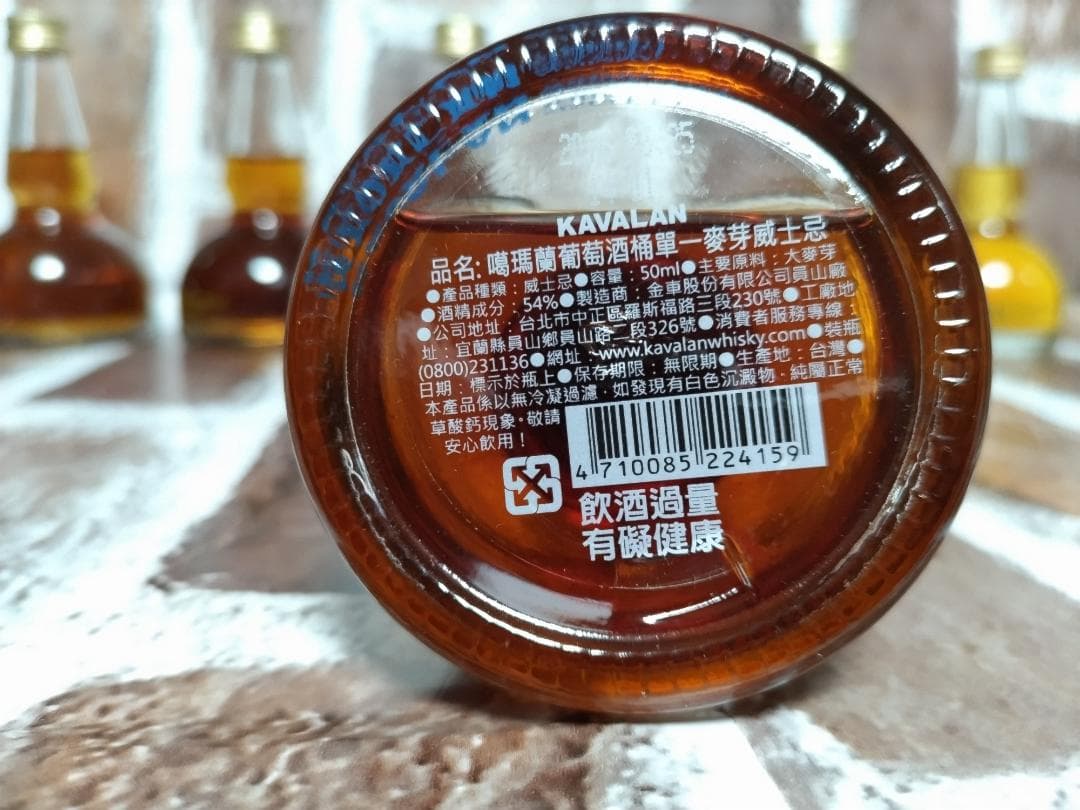 KAVALAN
品名: 噶瑪蘭葡萄酒桶單一麥芽威士忌
●產品種類：威士忌●容量：50ml●主要原料：大麥芽
●酒精成分：54%●製造商：金車股份有限公司員山廠
●公司地址：台北市中正區羅斯福路三段230號●工廠地
址：宜蘭縣員山鄉員山路二段326號●消費者服務專線：
(0800)231136●網址：www.kavalanwhisky.com●裝瓶
日期：標示於瓶上●保存期限：無限期●生產地：台灣●
本產品係以無冷凝過濾，如發現有白色沉澱物，純屬正常
草酸鈣現象。敬請
安心飲用！
4 710085 224159
飲酒過量
有礙健康